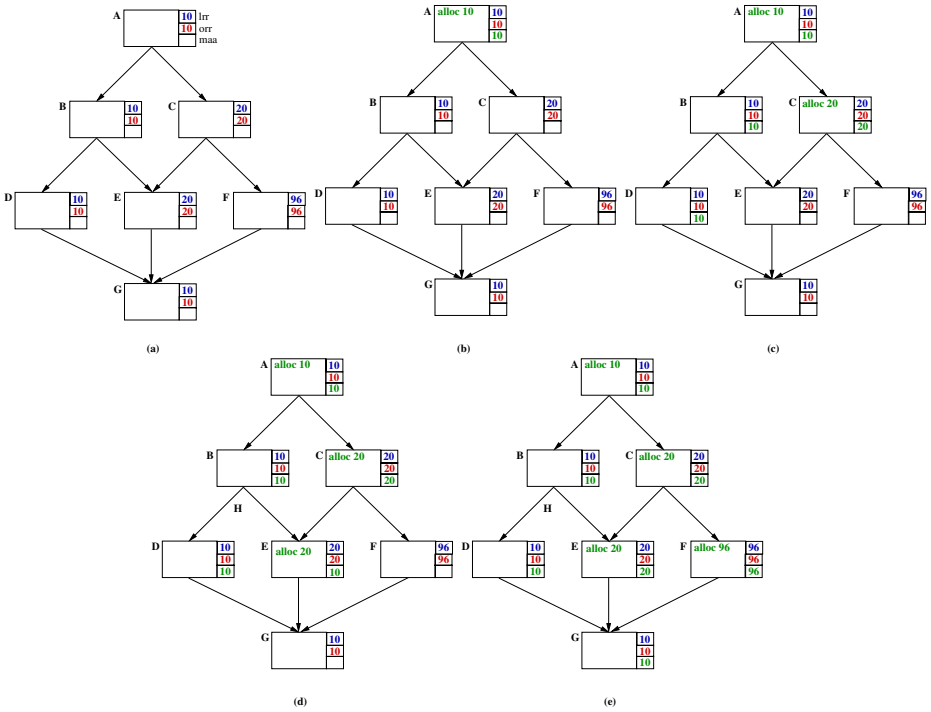 A 10 lrr
10 orr
maa
B 10 C 20
10 20
D 10 E 20 F 96
10 20 96
G 10
10
(a)
A alloc 10 10
10
10
B 10 C 20
10 20
D 10 E 20 F 96
10 20 96
G 10
10
(b)
A alloc 10 10
10
10
B 10 C alloc 20 20
10 20
10 20
D 10 E 20 F 96
10 20 96
10
G 10
10
(c)
A alloc 10 10
10
10
B 10 C alloc 20 20
10 20
10 20
H
D 10 E alloc 20 20 F 96
10 20 96
10 10
G 10
10
(d)
A alloc 10 10
10
10
B 10 C alloc 20 20
10 20
10 20
H
D 10 E alloc 20 20 F alloc 96 96
10 20 96
10 20 96
G 10
10
10
(e)